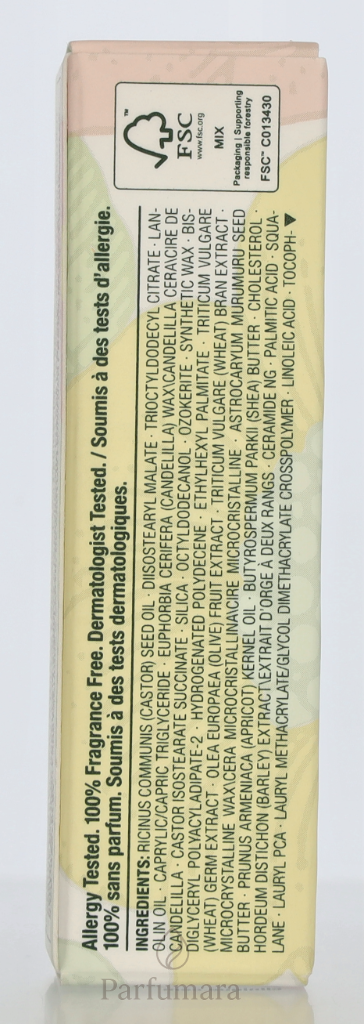 Allergy Tested. 100% Fragrance Free. Dermatologist Tested. / Soumis à des tests d'allergie.
100% sans parfum. Soumis à des tests dermatologiques.
INGREDIENTS: RICINUS COMMUNIS (CASTOR) SEED OIL · DIISOSTEARYL MALATE · TRIOCTYLDODECYL CITRATE · LAN-
OLIN OIL · CAPRYLIC/CAPRIC TRIGLYCERIDE · EUPHORBIA CERIFERA (CANDELILLA) WAX\CANDELILLA CERA\CIRE DE
CANDELILLA · CASTOR ISOSTEARATE SUCCINATE · SILICA · OCTYLDODECANOL · OZOKERITE · SYNTHETIC WAX · BIS-
DIGLYCERYL POLYACYLADIPATE-2 · HYDROGENATED POLYDECENE · ETHYLHEXYL PALMITATE · TRITICUM VULGARE
(WHEAT) GERM EXTRACT · OLEA EUROPAEA (OLIVE) FRUIT EXTRACT · TRITICUM VULGARE (WHEAT) BRAN EXTRACT ·
MICROCRYSTALLINE WAX\CERA MICROCRISTALLINA\CIRE MICROCRISTALLINE · ASTROCARYUM MURUMURU SEED
BUTTER · PRUNUS ARMENIACA (APRICOT) KERNEL OIL · BUTYROSPERMUM PARKII (SHEA) BUTTER · CHOLESTEROL ·
HORDEUM DISTICHON (BARLEY) EXTRACT\EXTRAIT D'ORGE À DEUX RANGS · CERAMIDE NG · PALMITIC ACID · SQUA-
LANE · LAURYL PCA · LAURYL METHACRYLATE/GLYCOL DIMETHACRYLATE CROSSPOLYMER · LINOLEIC ACID · TOCOPH- ▼
FSC™
www.fsc.org
MIX
Packaging | Supporting
responsible forestry
FSC™ C013430
Parfumara